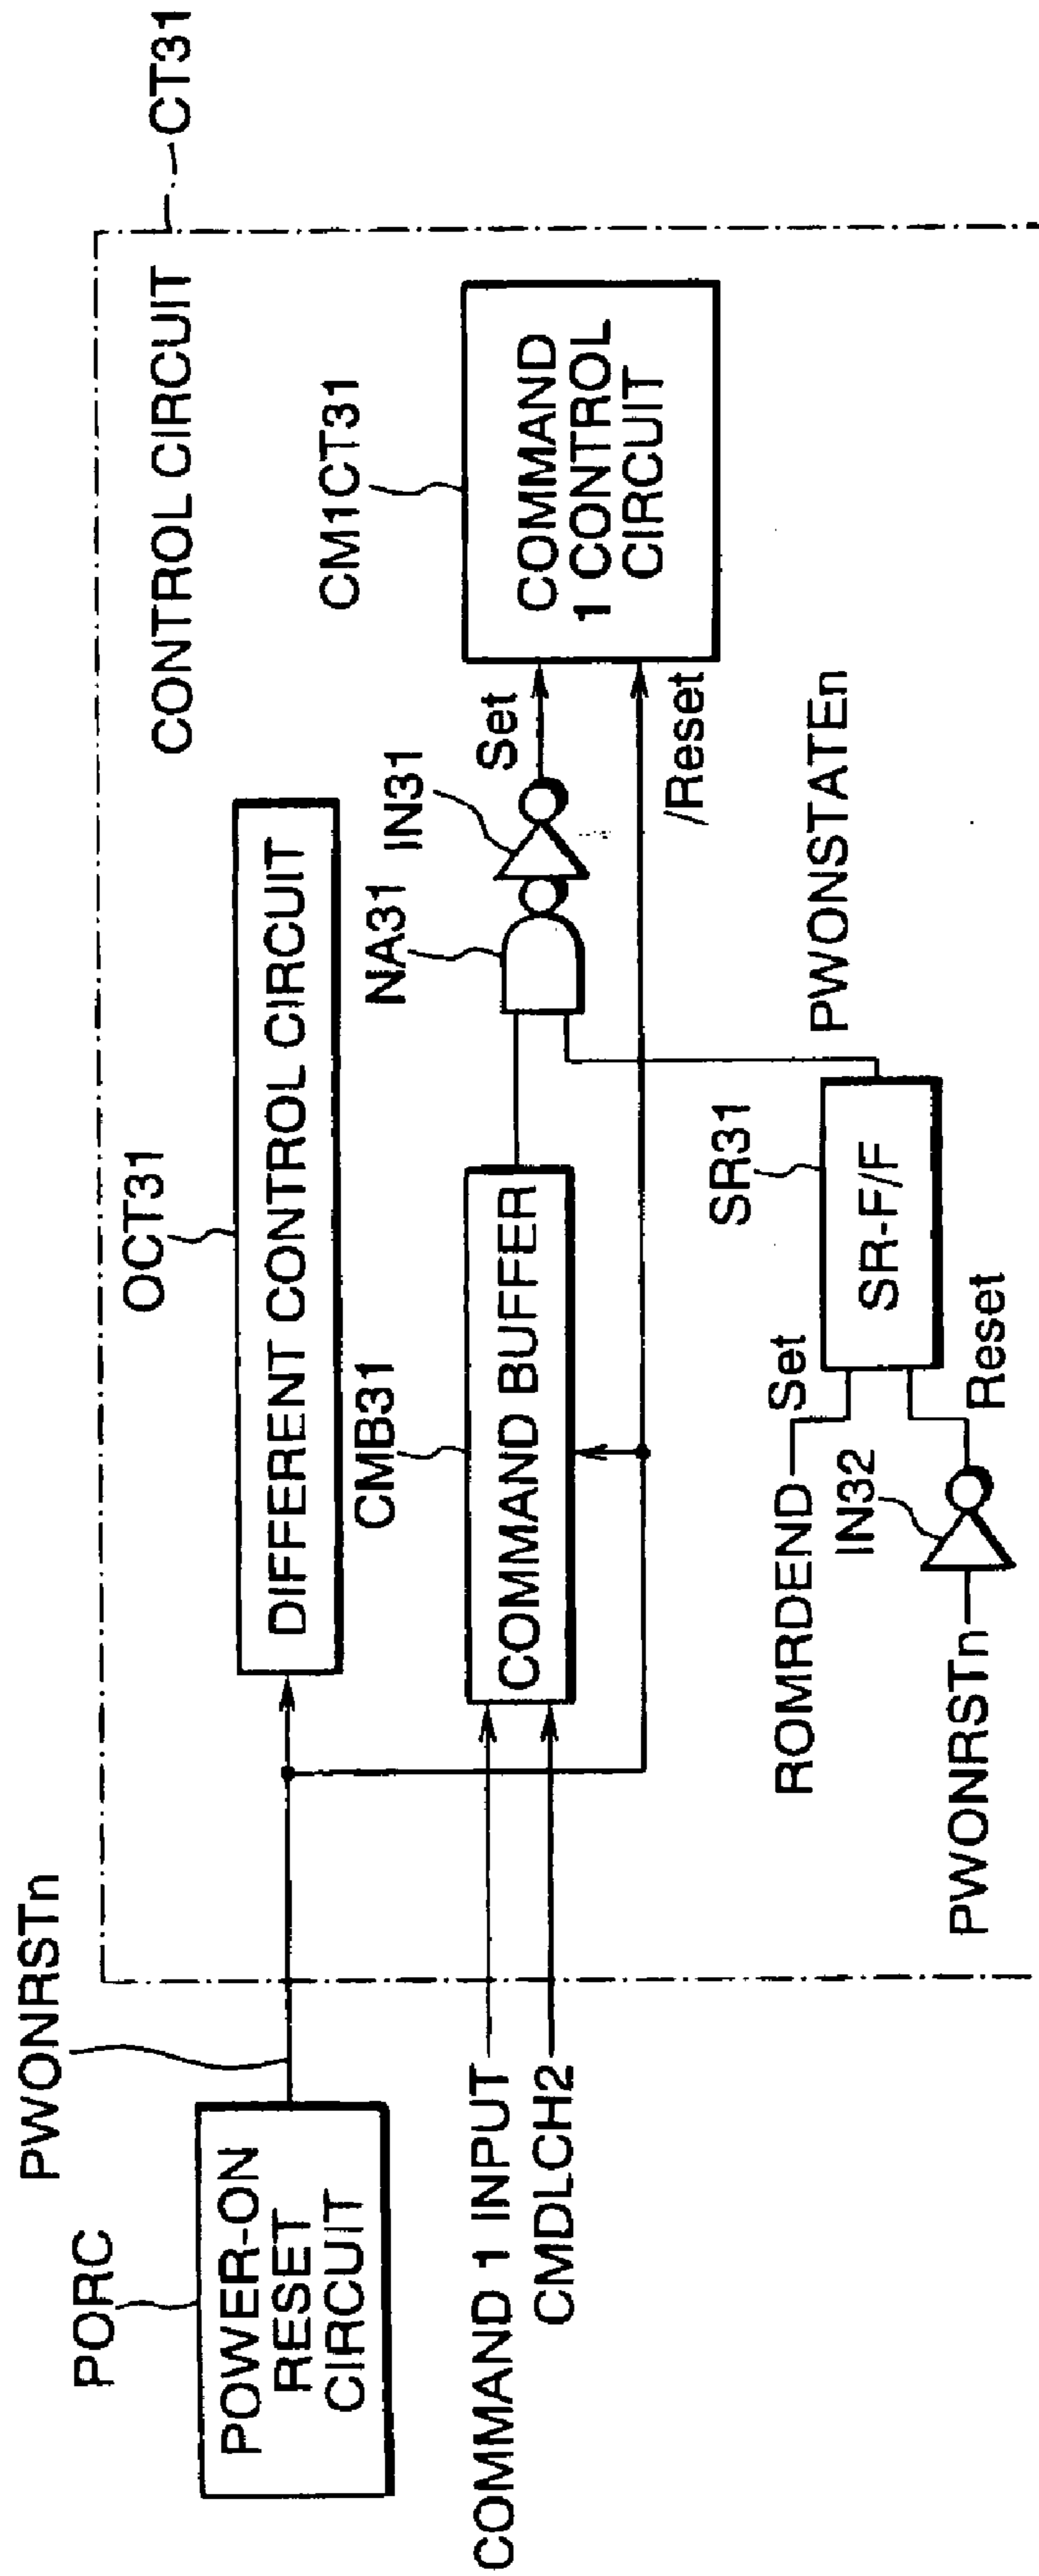 CT31
CONTROL CIRCUIT
OCT31
DIFFERENT CONTROL CIRCUIT
PWONRSTn
PORC
POWER-ON
RESET
CIRCUIT
CM1CT31
COMMAND
1 CONTROL
CIRCUIT
CMB31
COMMAND BUFFER
NA31
IN31
Set
/Reset
COMMAND 1 INPUT
CMDLCH2
PWONSTATEn
SR31
SR-F/F
Set
Reset
ROMRDEND
IN32
PWONRSTn